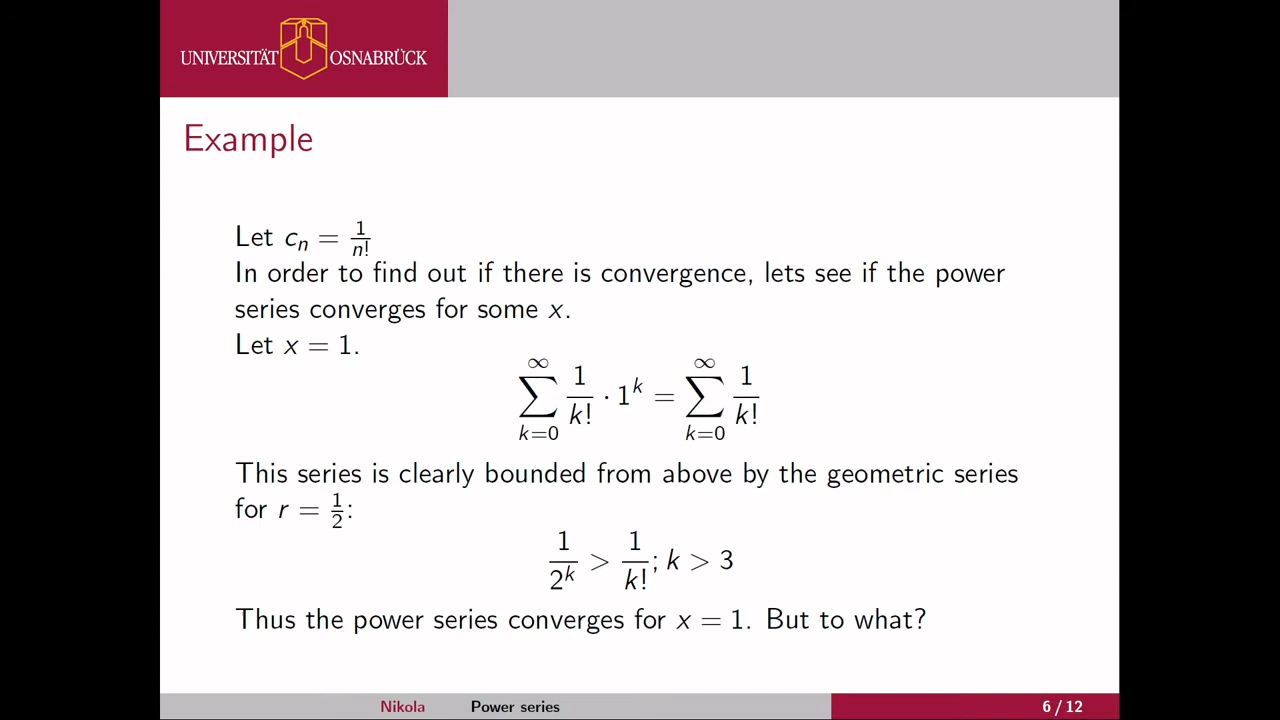 UNIVERSITÄT OSNABRÜCK
Example
Let cₙ = 1/n!
In order to find out if there is convergence, lets see if the power
series converges for some x.
Let x = 1.
∑_{k=0}^{∞} 1/k! · 1^k = ∑_{k=0}^{∞} 1/k!
This series is clearly bounded from above by the geometric series
for r = 1/2:
1/2^k > 1/k!; k > 3
Thus the power series converges for x = 1. But to what?
Nikola Power series 6 / 12